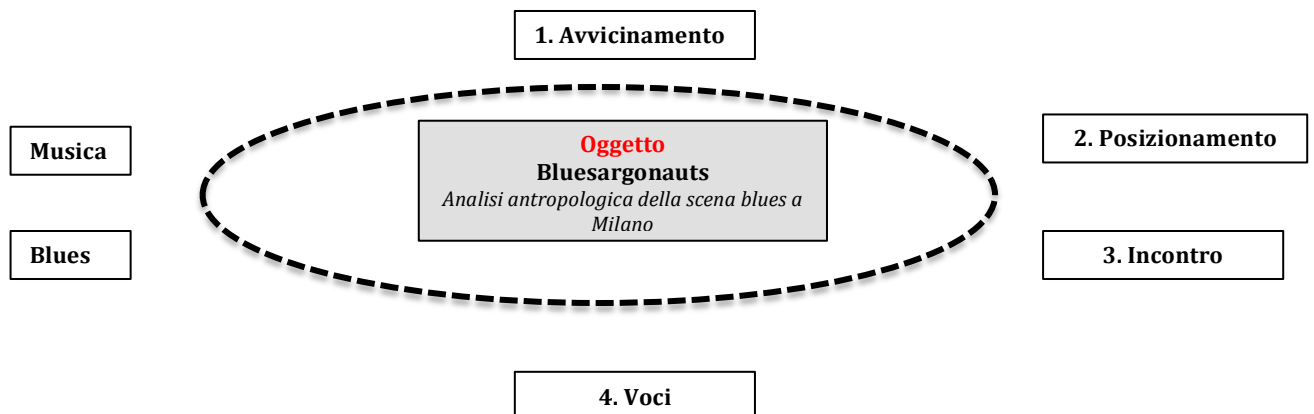 1. Avvicinamento
Oggetto
Bluesargonauts
Analisi antropologica della scena blues a
Milano
Musica
2. Posizionamento
Blues
3. Incontro
4. Voci